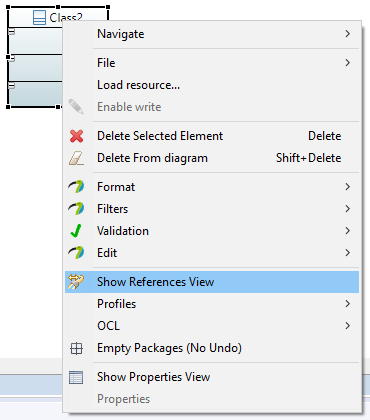 Class2
Navigate
File
Load resource...
Enable write
Delete Selected Element Delete
Delete From diagram Shift+Delete
Format
Filters
Validation
Edit
Show References View
Profiles
OCL
Empty Packages (No Undo)
Show Properties View
Properties